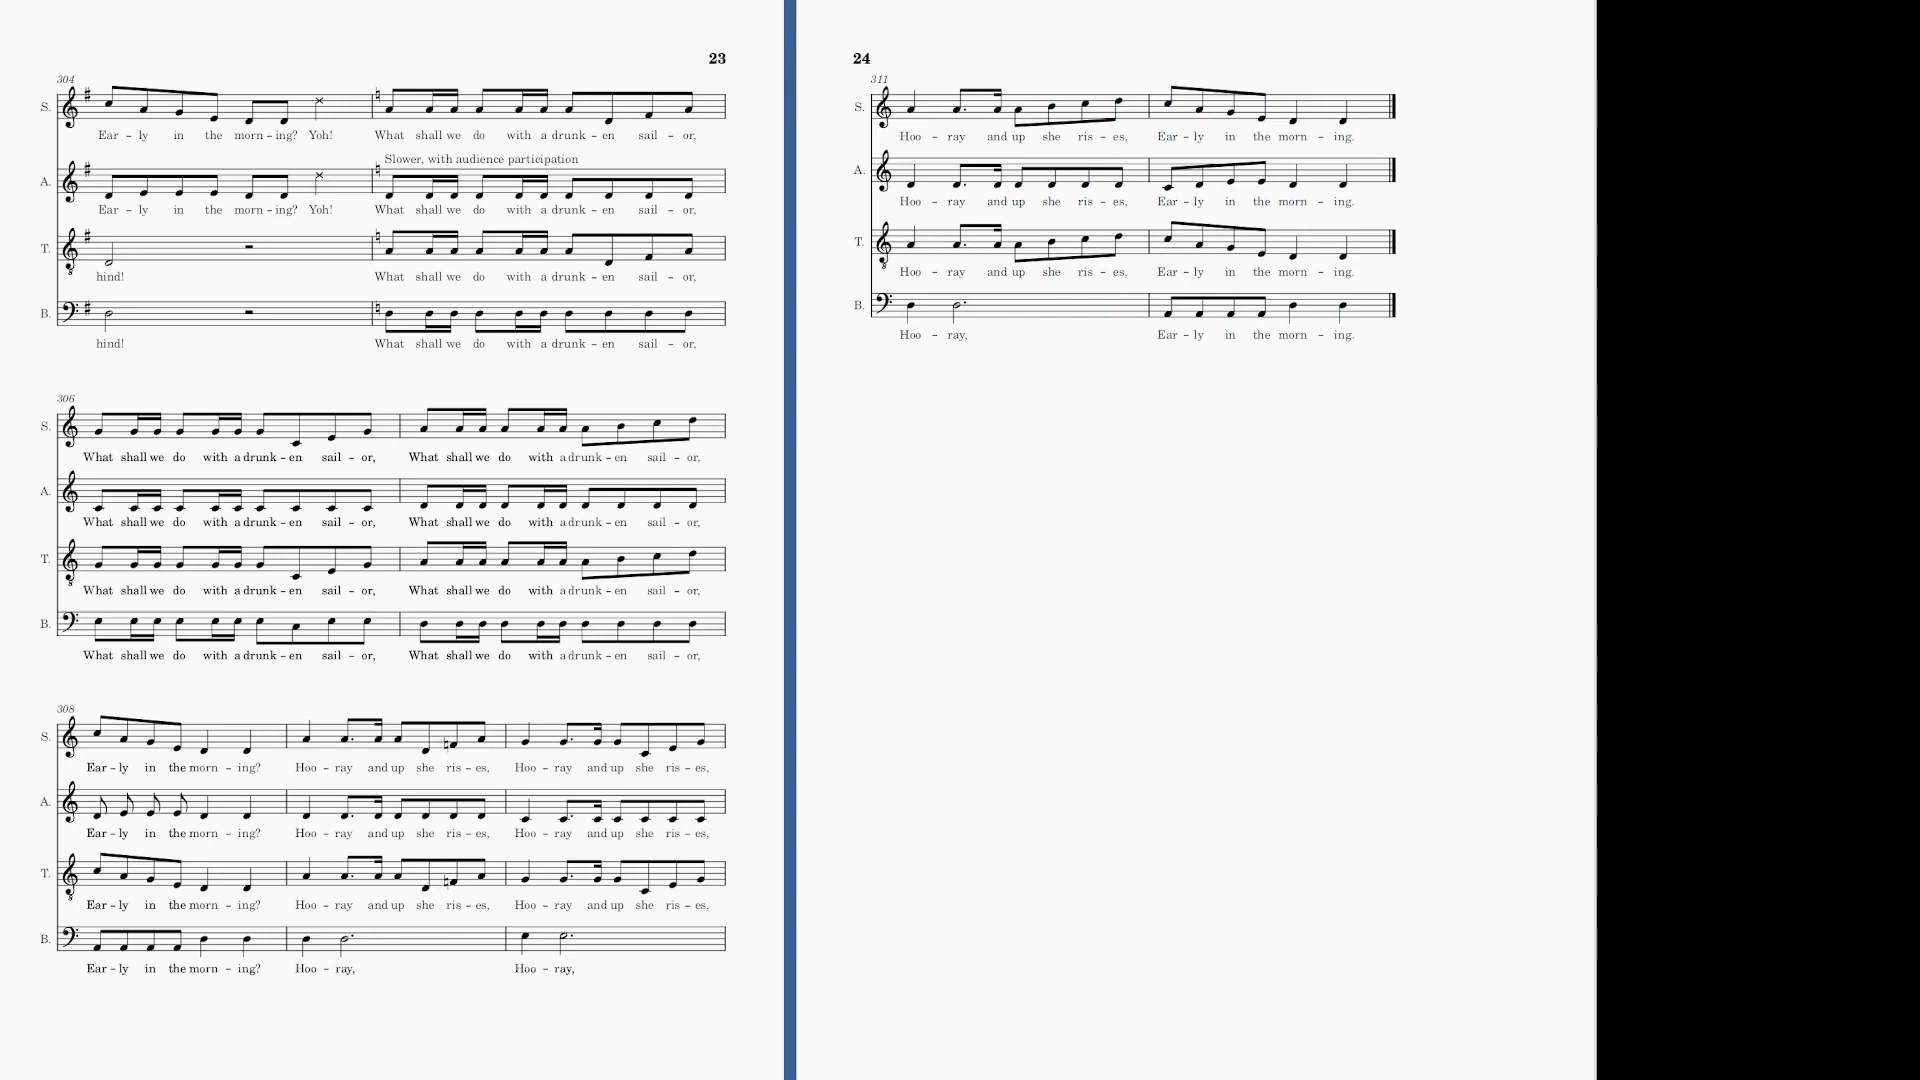 23
304
S.
Ear – ly in the morn – ing? Yoh! What shall we do with a drunk – en sail – or,
Slower, with audience participation
A.
Ear – ly in the morn – ing? Yoh! What shall we do with a drunk – en sail – or,
T.
hind! What shall we do with a drunk – en sail – or,
B.
hind! What shall we do with a drunk – en sail – or,
306
S.
What shall we do with a drunk – en sail – or, What shall we do with a drunk – en sail – or,
A.
What shall we do with a drunk – en sail – or, What shall we do with a drunk – en sail – or,
T.
What shall we do with a drunk – en sail – or, What shall we do with a drunk – en sail – or,
B.
What shall we do with a drunk – en sail – or, What shall we do with a drunk – en sail – or,
308
S.
Ear – ly in the morn – ing? Hoo – ray and up she ris – es, Hoo – ray and up she ris – es,
A.
Ear – ly in the morn – ing? Hoo – ray and up she ris – es, Hoo – ray and up she ris – es,
T.
Ear – ly in the morn – ing? Hoo – ray and up she ris – es, Hoo – ray and up she ris – es,
B.
Ear – ly in the morn – ing? Hoo – ray, Hoo – ray,
24
311
S.
Hoo – ray and up she ris – es, Ear – ly in the morn – ing.
A.
Hoo – ray and up she ris – es, Ear – ly in the morn – ing.
T.
Hoo – ray and up she ris – es, Ear – ly in the morn – ing.
B.
Hoo – ray, Ear – ly in the morn – ing.